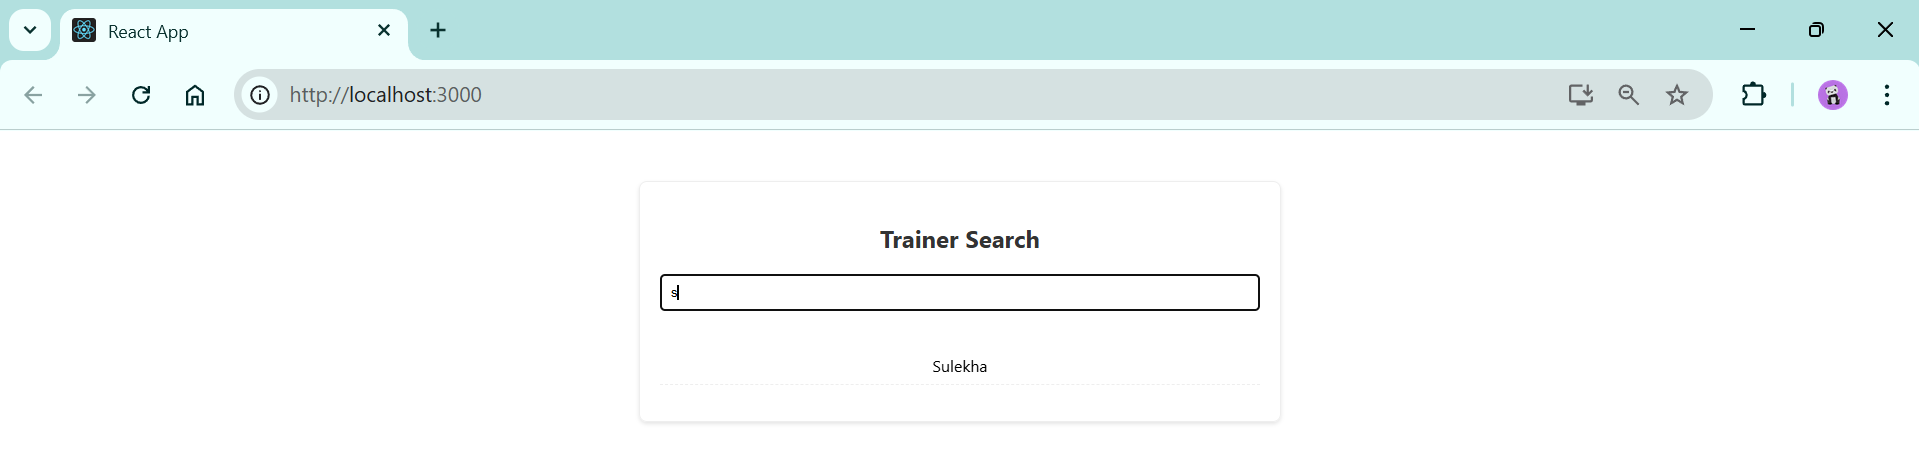 React App
http://localhost:3000
Trainer Search
s
Sulekha